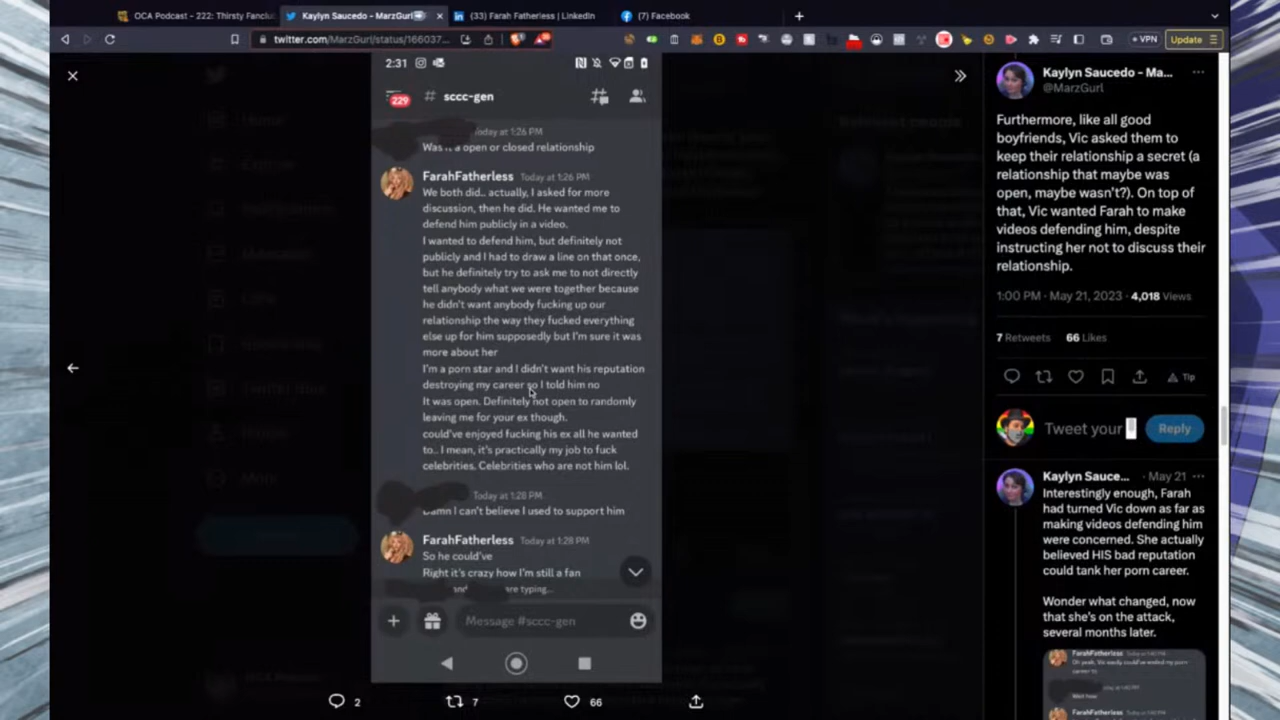 OCA Podcast - 222: Thirsty Fanclu
Kaylyn Saucedo - MarzGurl
(33) Farah Fatherless | LinkedIn
(7) Facebook
twitter.com/MarzGurl/status/166037...
VPN
Update
2:31
229
# sccc-gen
Today at 1:26 PM
Was it a open or closed relationship
FarahFatherless Today at 1:26 PM
We both did.. actually, I asked for more
discussion, then he did. He wanted me to
defend him publicly in a video.
I wanted to defend him, but definitely not
publicly and I had to draw a line on that once,
but he definitely try to ask me to not directly
tell anybody what we were together because
he didn't want anybody fucking up our
relationship the way they fucked everything
else up for him supposedly but I'm sure it was
more about her
I'm a porn star and I didn't want his reputation
destroying my career so I told him no
It was open. Definitely not open to randomly
leaving me for your ex though.
could've enjoyed fucking his ex all he wanted
to.. I mean, it's practically my job to fuck
celebrities. Celebrities who are not him lol.
Today at 1:28 PM
Damn I can't believe I used to support him
FarahFatherless Today at 1:28 PM
So he could've
Right it's crazy how I'm still a fan
and are typing...
Message #sccc-gen
2
7
66
Kaylyn Saucedo - Ma...
@MarzGurl
Furthermore, like all good
boyfriends, Vic asked them to
keep their relationship a secret (a
relationship that maybe was
open, maybe wasn't?). On top of
that, Vic wanted Farah to make
videos defending him, despite
instructing her not to discuss their
relationship.
1:00 PM · May 21, 2023 · 4,018 Views
7 Retweets 66 Likes
Tip
Tweet your
Reply
Kaylyn Sauce... · May 21
Interestingly enough, Farah
had turned Vic down as far as
making videos defending him
were concerned. She actually
believed HIS bad reputation
could tank her porn career.
Wonder what changed, now
that she's on the attack,
several months later.
FarahFatherless
FarahFatherless